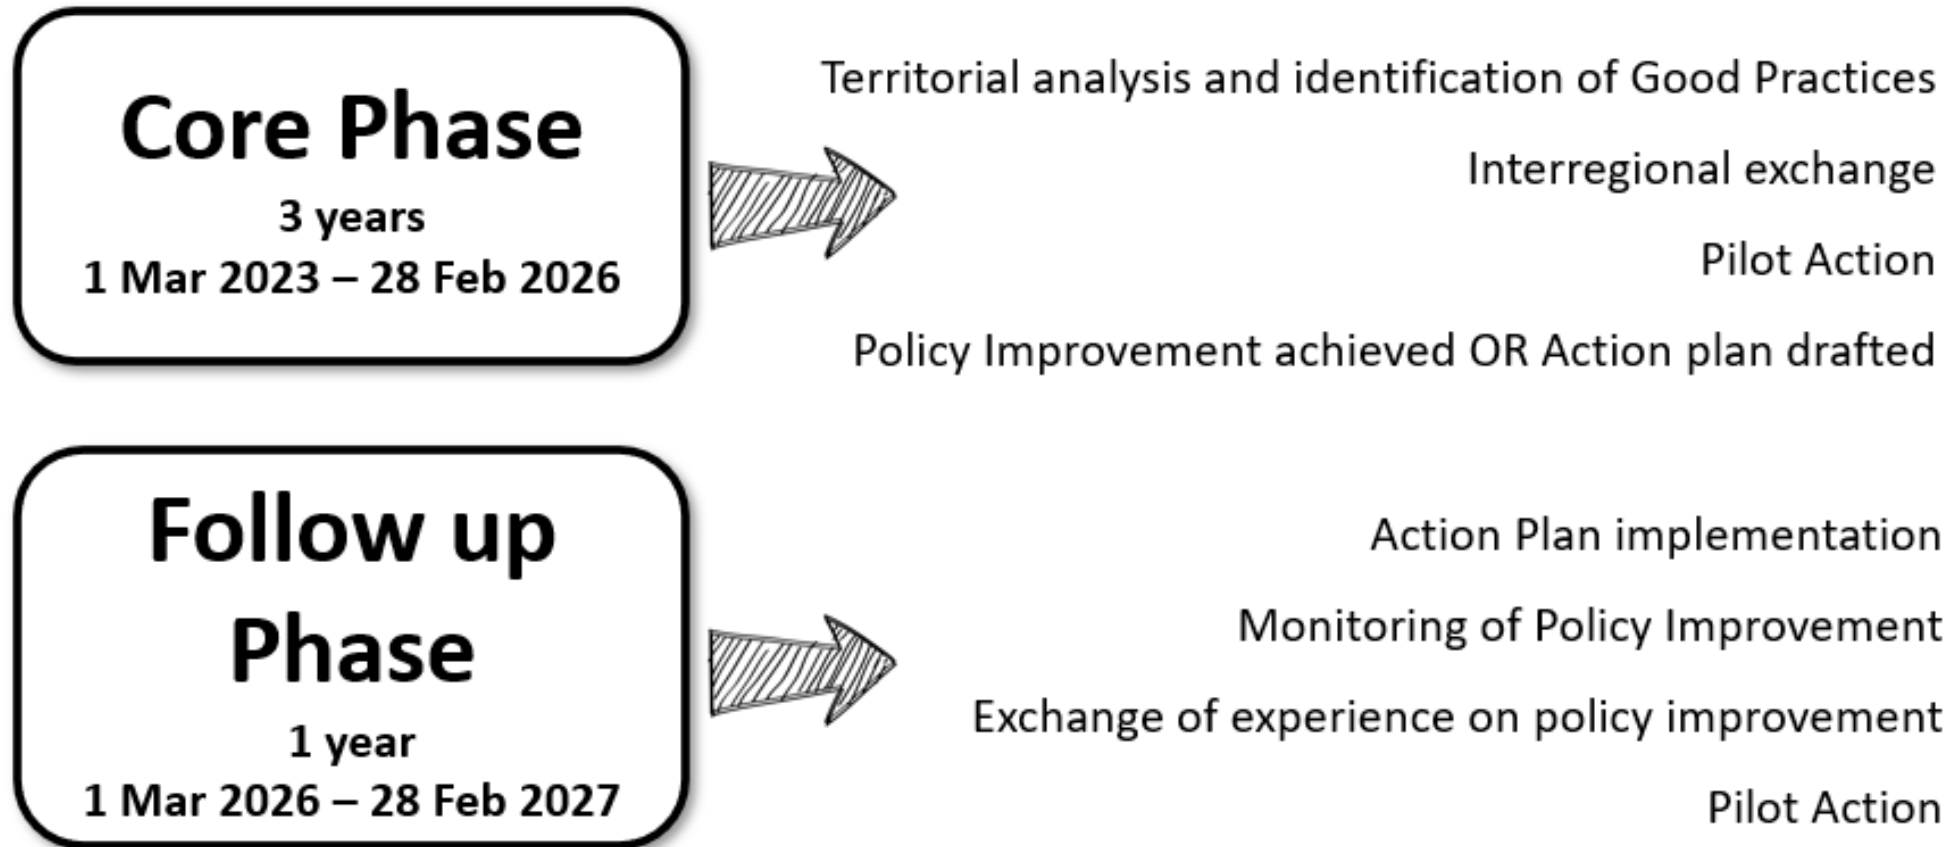 Core Phase
3 years
1 Mar 2023 – 28 Feb 2026
Territorial analysis and identification of Good Practices
Interregional exchange
Pilot Action
Policy Improvement achieved OR Action plan drafted
Follow up
Phase
1 year
1 Mar 2026 – 28 Feb 2027
Action Plan implementation
Monitoring of Policy Improvement
Exchange of experience on policy improvement
Pilot Action